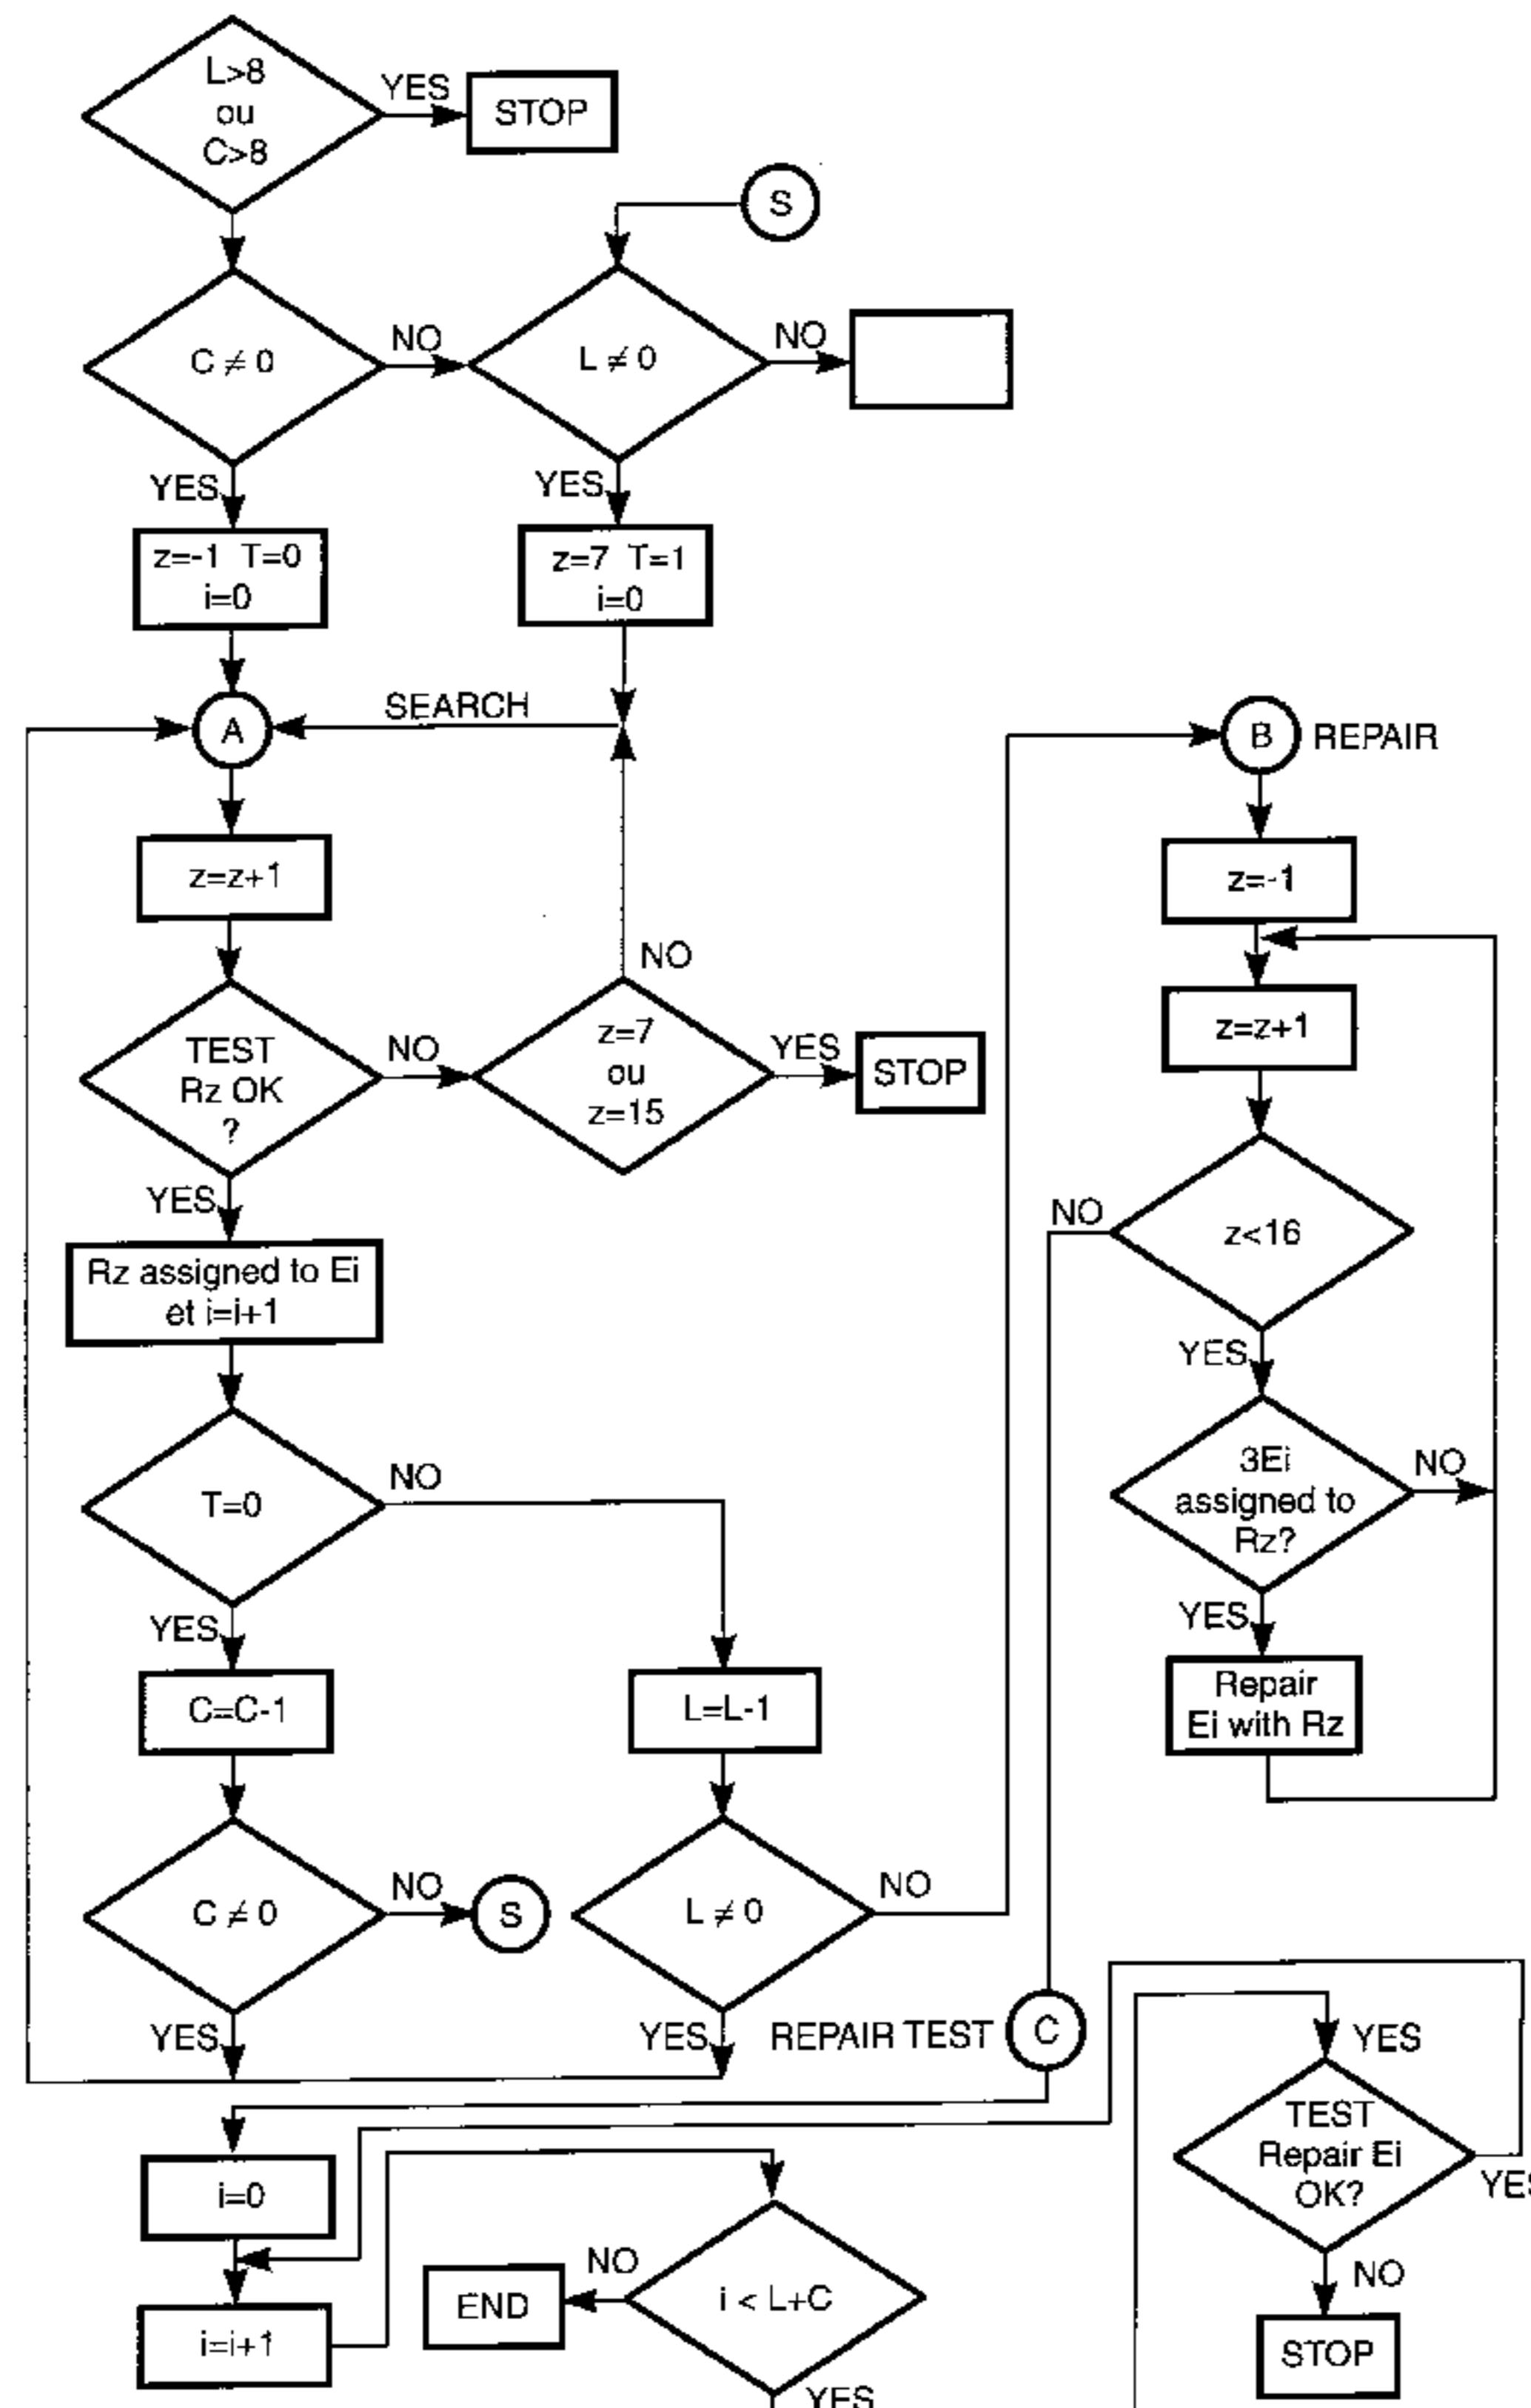 L>8
ou
C>8
YES
STOP
S
C ≠ 0
NO
L ≠ 0
NO
YES
YES
z=-1 T=0
i=0
z=7 T=1
i=0
A
SEARCH
z=z+1
TEST
Rz OK
?
NO
z=7
ou
z=15
NO
YES
STOP
YES
Rz assigned to Ei
et i=i+1
T=0
NO
YES
C=C-1
L=L-1
C ≠ 0
NO
S
L ≠ 0
NO
YES
YES
B
REPAIR
z=-1
z=z+1
z<16
NO
YES
3Ei
assigned to
Rz?
NO
YES
Repair
Ei with Rz
REPAIR TEST
C
i=0
i=i+1
i < L+C
NO
END
YES
YES
TEST
Repair Ei
OK?
YES
NO
STOP